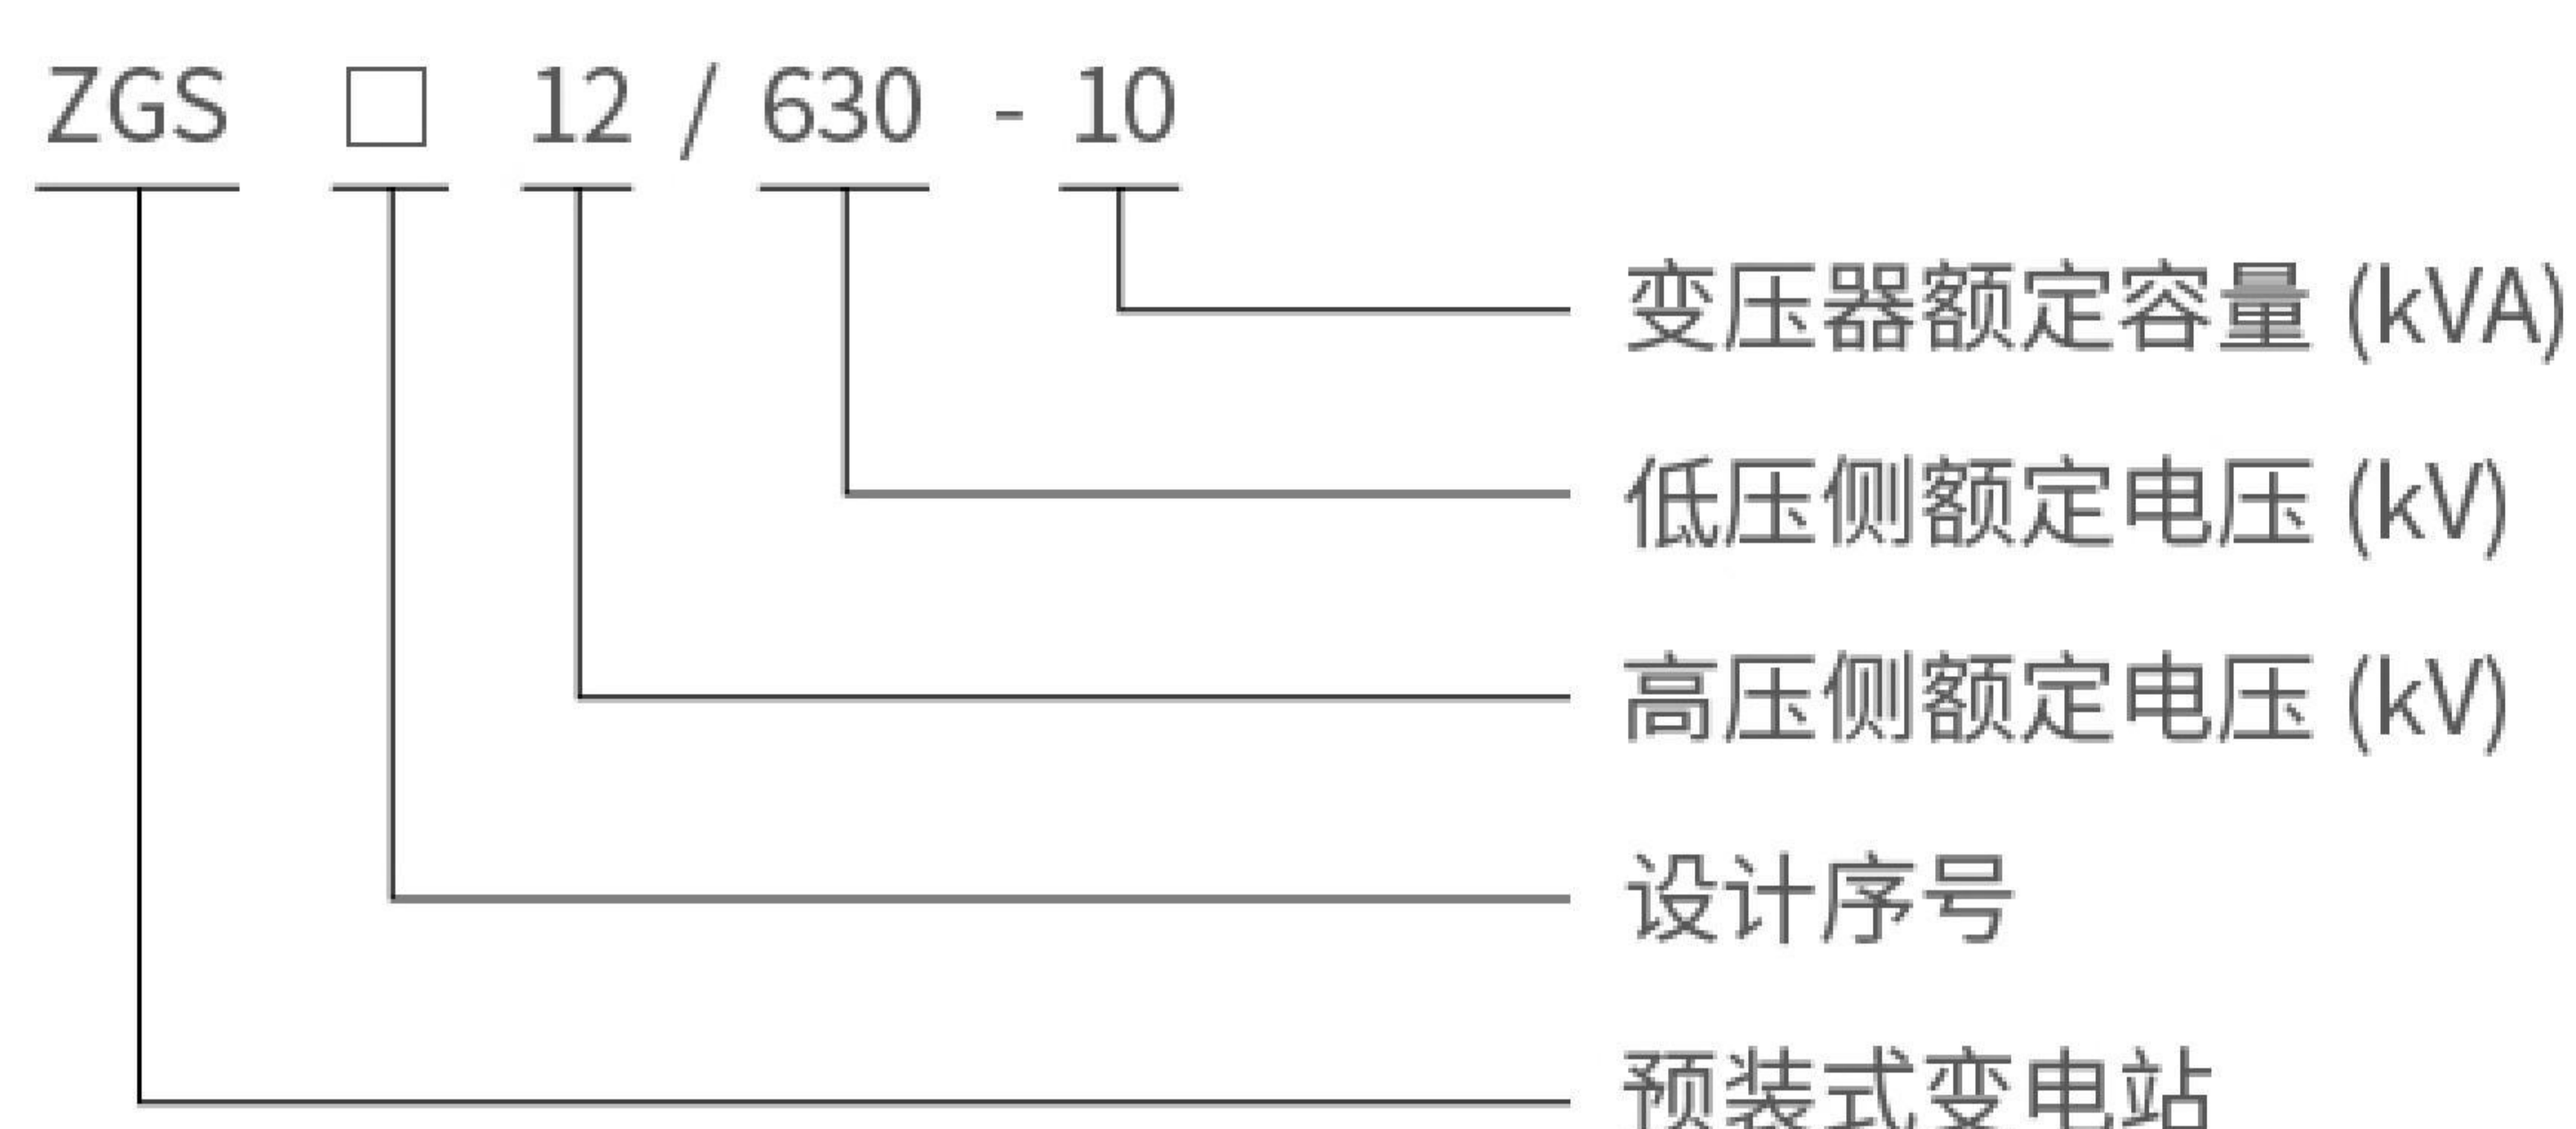 ZGS □ 12 / 630 - 10
变压器额定容量 (kVA)
低压侧额定电压 (kV)
高压侧额定电压 (kV)
设计序号
预装式变电站